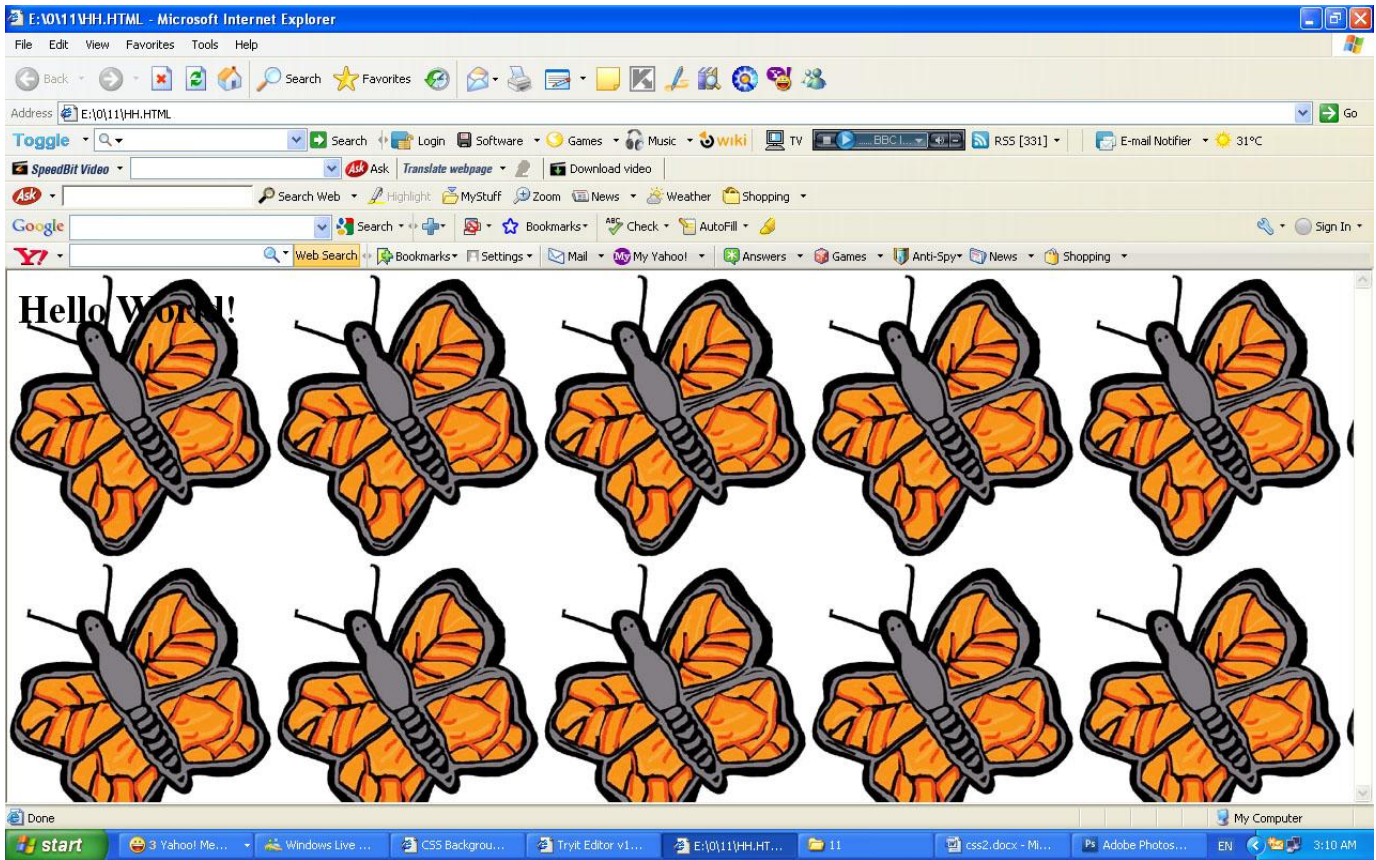 E:\0\11\HH.HTML - Microsoft Internet Explorer
File Edit View Favorites Tools Help
Back Search Favorites
Address E:\0\11\HH.HTML Go
Toggle Search Login Software Games Music wiki TV BBC I... RSS [331] E-mail Notifier 31°C
SpeedBit Video Ask Translate webpage Download video
Ask Search Web Highlight MyStuff Zoom News Weather Shopping
Google Search Bookmarks ABC Check AutoFill Sign In
Y! Web Search Bookmarks Settings Mail My My Yahoo! Answers Games Anti-Spy News Shopping
Hello World!
Done My Computer
start 3 Yahoo! Me... Windows Live ... CSS Backgrou... Tryit Editor v1... E:\0\11\HH.HT... 11 css2.docx - Mi... Ps Adobe Photos... EN 3:10 AM